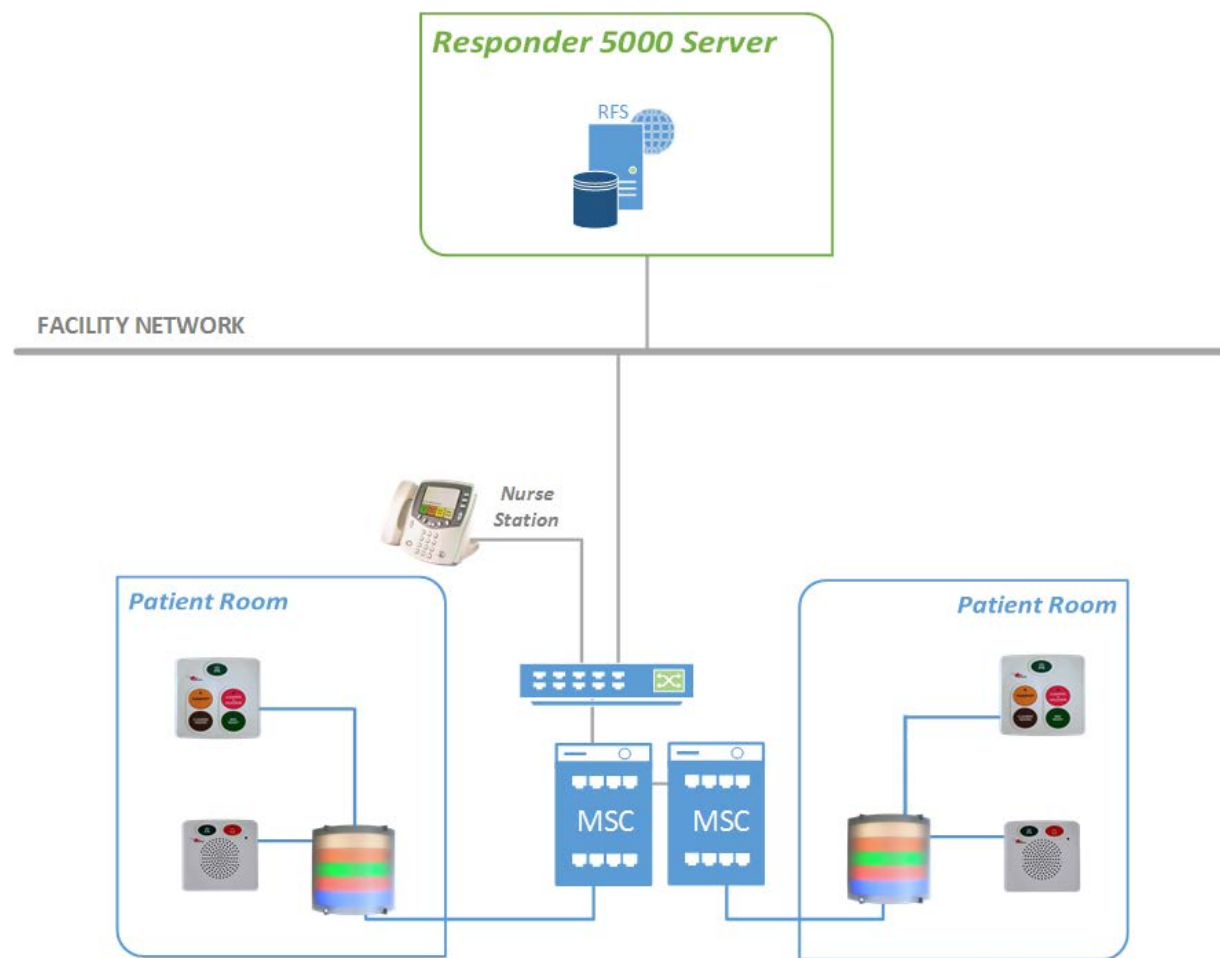 Responder 5000 Server
RFS
FACILITY NETWORK
Nurse
Station
Patient Room
Patient Room
MSC
MSC